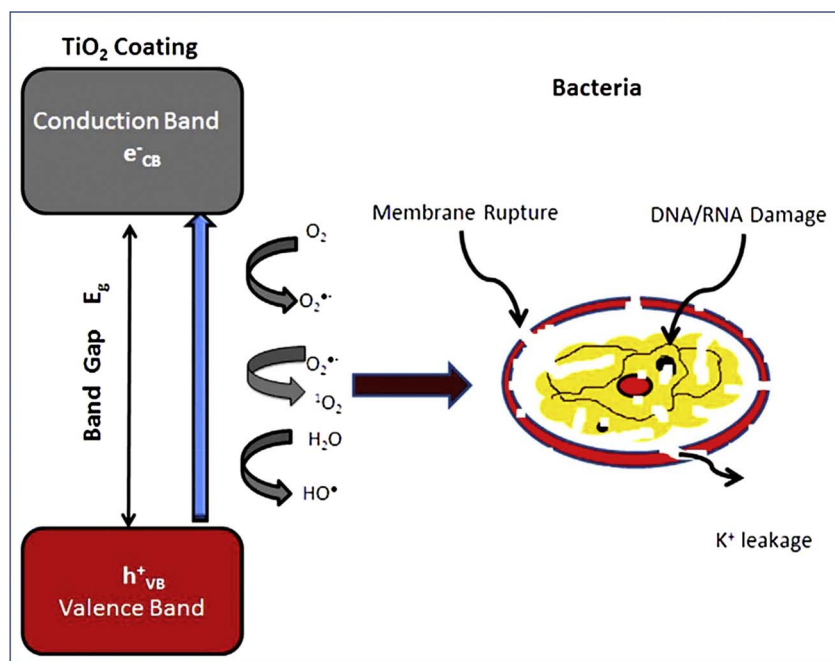 TiO₂ Coating
Conduction Band
e⁻CB
Band Gap Eg
h⁺VB
Valence Band
O₂
O₂•⁻
O₂•⁻
¹O₂
H₂O
HO•
Bacteria
Membrane Rupture
DNA/RNA Damage
K⁺ leakage